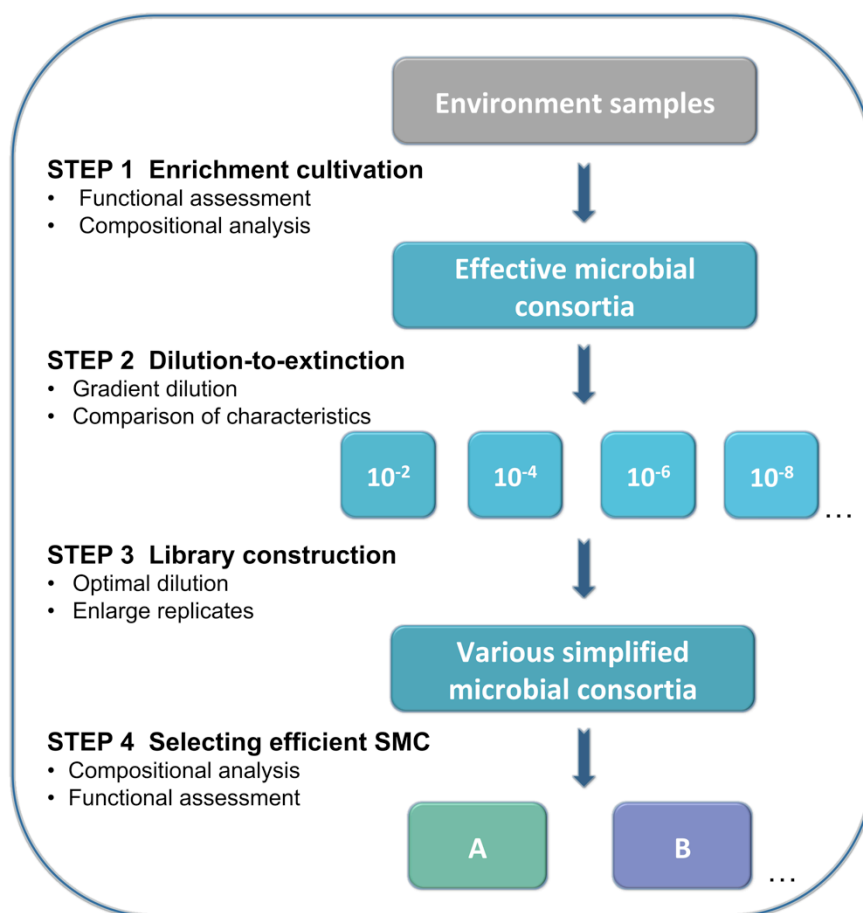 Environment samples
STEP 1  Enrichment cultivation
• Functional assessment
• Compositional analysis
Effective microbial
consortia
STEP 2  Dilution-to-extinction
• Gradient dilution
• Comparison of characteristics
10⁻² 10⁻⁴ 10⁻⁶ 10⁻⁸ ...
STEP 3  Library construction
• Optimal dilution
• Enlarge replicates
Various simplified
microbial consortia
STEP 4  Selecting efficient SMC
• Compositional analysis
• Functional assessment
A B ...